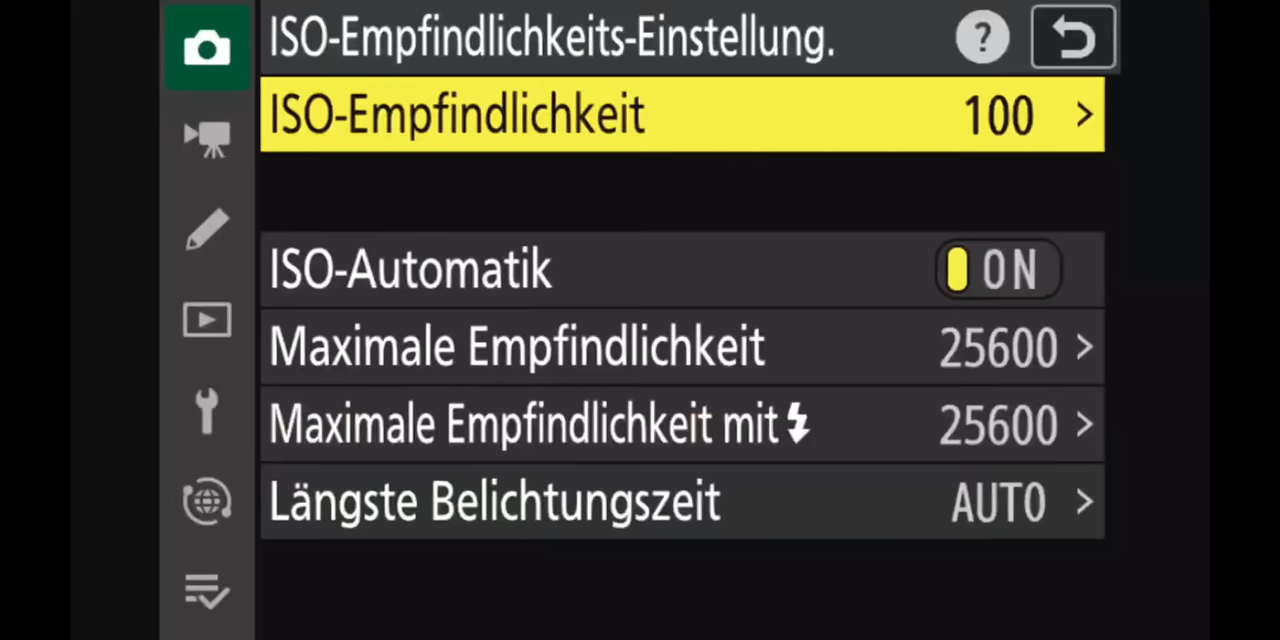 ISO-Empfindlichkeits-Einstellung.
?
ISO-Empfindlichkeit 100 >
ISO-Automatik ON
Maximale Empfindlichkeit 25600 >
Maximale Empfindlichkeit mit 25600 >
Längste Belichtungszeit AUTO >